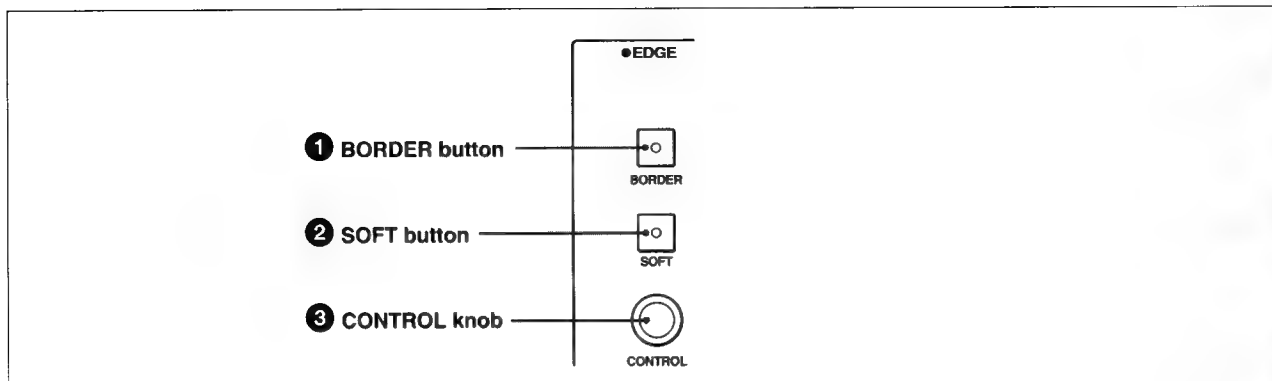 ●EDGE
1 BORDER button
BORDER
2 SOFT button
SOFT
3 CONTROL knob
CONTROL